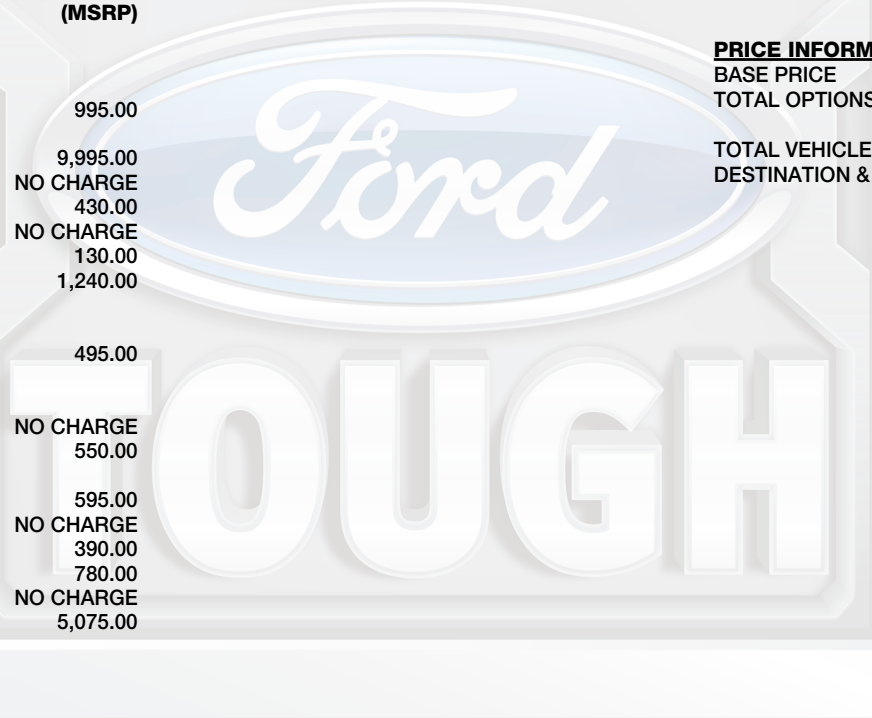 (MSRP)
995.00
9,995.00
NO CHARGE
430.00
NO CHARGE
130.00
1,240.00
495.00
NO CHARGE
550.00
595.00
NO CHARGE
390.00
780.00
NO CHARGE
5,075.00
PRICE INFORM
BASE PRICE
TOTAL OPTIONS
TOTAL VEHICLE
DESTINATION &
Ford
TOUGH